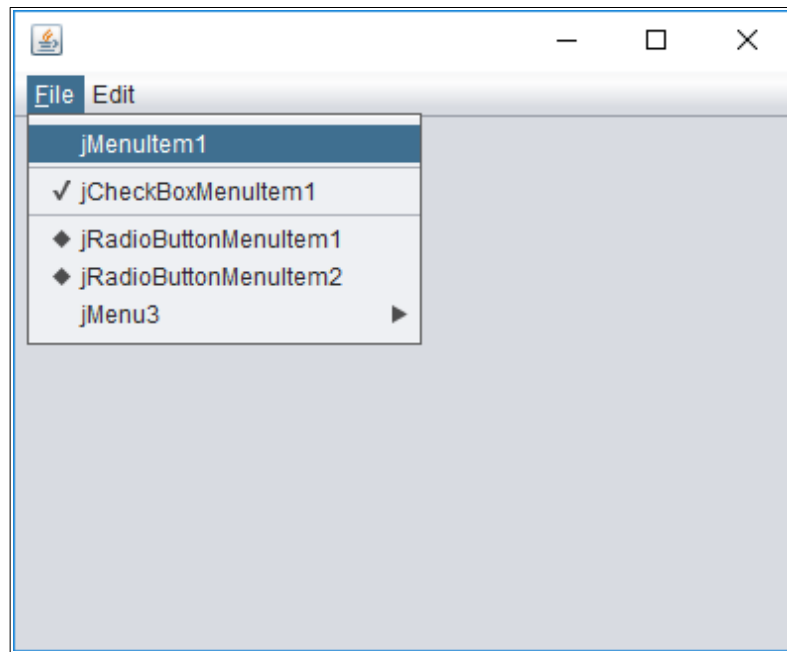 File Edit
jMenuItem1
jCheckBoxMenuItem1
jRadioButtonMenuItem1
jRadioButtonMenuItem2
jMenu3